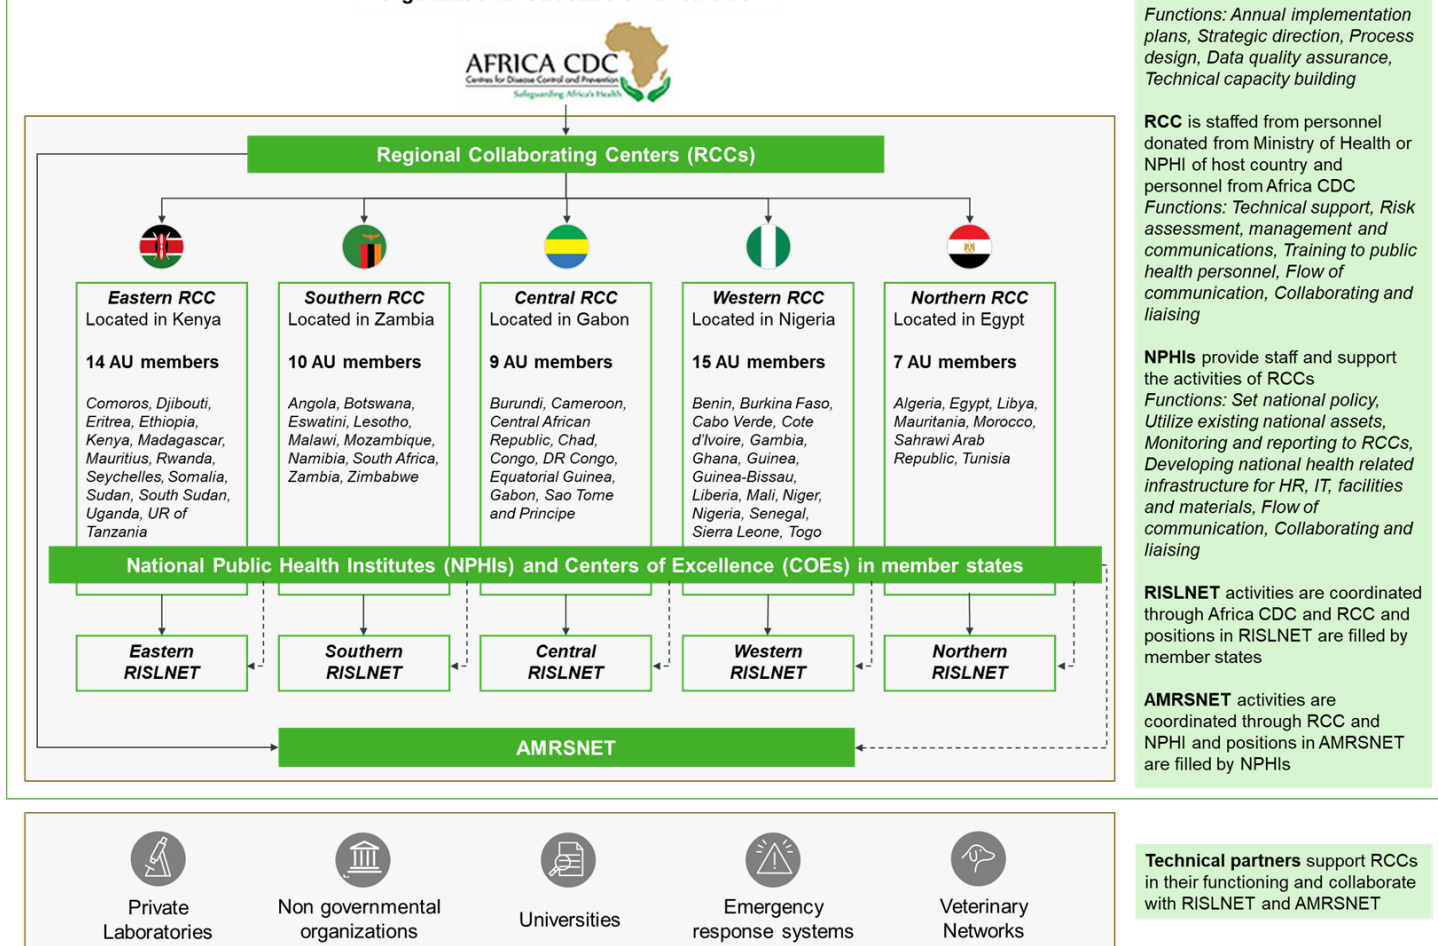 AFRICA CDC
Centres for Disease Control and Prevention
Safeguarding Africa's Health
Regional Collaborating Centers (RCCs)
Eastern RCC
Located in Kenya
14 AU members
Comoros, Djibouti,
Eritrea, Ethiopia,
Kenya, Madagascar,
Mauritius, Rwanda,
Seychelles, Somalia,
Sudan, South Sudan,
Uganda, UR of
Tanzania
Southern RCC
Located in Zambia
10 AU members
Angola, Botswana,
Eswatini, Lesotho,
Malawi, Mozambique,
Namibia, South Africa,
Zambia, Zimbabwe
Central RCC
Located in Gabon
9 AU members
Burundi, Cameroon,
Central African
Republic, Chad,
Congo, DR Congo,
Equatorial Guinea,
Gabon, Sao Tome
and Principe
Western RCC
Located in Nigeria
15 AU members
Benin, Burkina Faso,
Cabo Verde, Cote
d'Ivoire, Gambia,
Ghana, Guinea,
Guinea-Bissau,
Liberia, Mali, Niger,
Nigeria, Senegal,
Sierra Leone, Togo
Northern RCC
Located in Egypt
7 AU members
Algeria, Egypt, Libya,
Mauritania, Morocco,
Sahrawi Arab
Republic, Tunisia
National Public Health Institutes (NPHIs) and Centers of Excellence (COEs) in member states
Eastern
RISLNET
Southern
RISLNET
Central
RISLNET
Western
RISLNET
Northern
RISLNET
AMRSNET
Private
Laboratories
Non governmental
organizations
Universities
Emergency
response systems
Veterinary
Networks
Functions: Annual implementation
plans, Strategic direction, Process
design, Data quality assurance,
Technical capacity building
RCC is staffed from personnel
donated from Ministry of Health or
NPHI of host country and
personnel from Africa CDC
Functions: Technical support, Risk
assessment, management and
communications, Training to public
health personnel, Flow of
communication, Collaborating and
liaising
NPHIs provide staff and support
the activities of RCCs
Functions: Set national policy,
Utilize existing national assets,
Monitoring and reporting to RCCs,
Developing national health related
infrastructure for HR, IT, facilities
and materials, Flow of
communication, Collaborating and
liaising
RISLNET activities are coordinated
through Africa CDC and RCC and
positions in RISLNET are filled by
member states
AMRSNET activities are
coordinated through RCC and
NPHI and positions in AMRSNET
are filled by NPHIs
Technical partners support RCCs
in their functioning and collaborate
with RISLNET and AMRSNET